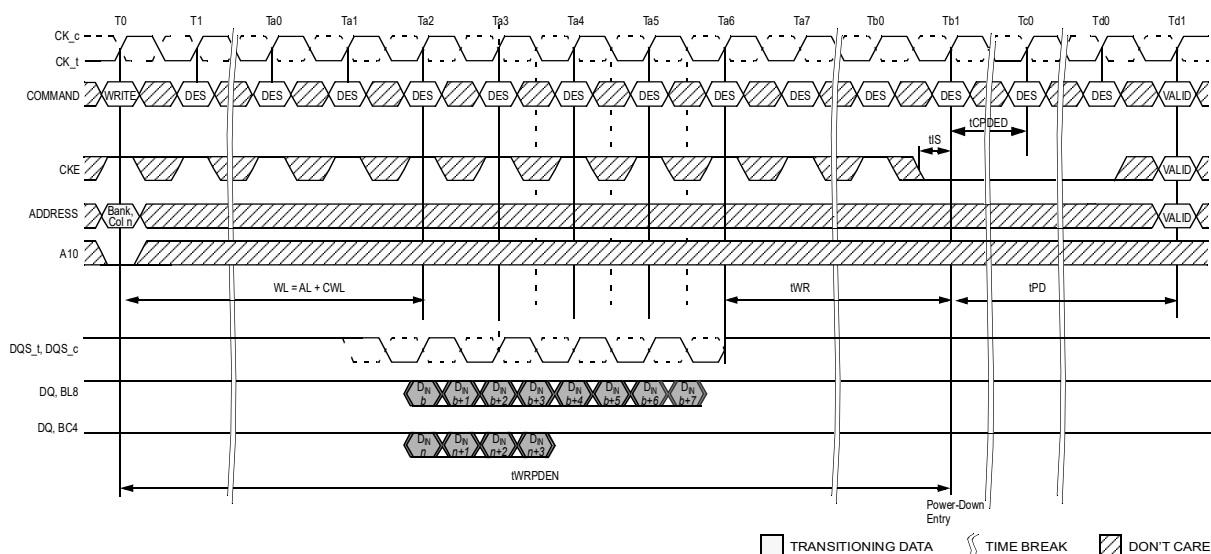 T0 T1 Ta0 Ta1 Ta2 Ta3 Ta4 Ta5 Ta6 Ta7 Tb0 Tb1 Tc0 Td0 Td1
CK_c
CK_t
COMMAND WRITE DES DES DES DES DES DES DES DES DES DES DES DES DES VALID
tCPDED
tIS
CKE VALID
ADDRESS Bank, Col n VALID
A10
WL = AL + CWL tWR tPD
DQS_t, DQS_c
DQ, BL8 DIN b DIN b+1 DIN b+2 DIN b+3 DIN b+4 DIN b+5 DIN b+6 DIN b+7
DQ, BC4 DIN n DIN n+1 DIN n+2 DIN n+3
tWRPDEN
Power-Down
Entry
TRANSITIONING DATA TIME BREAK DON'T CARE